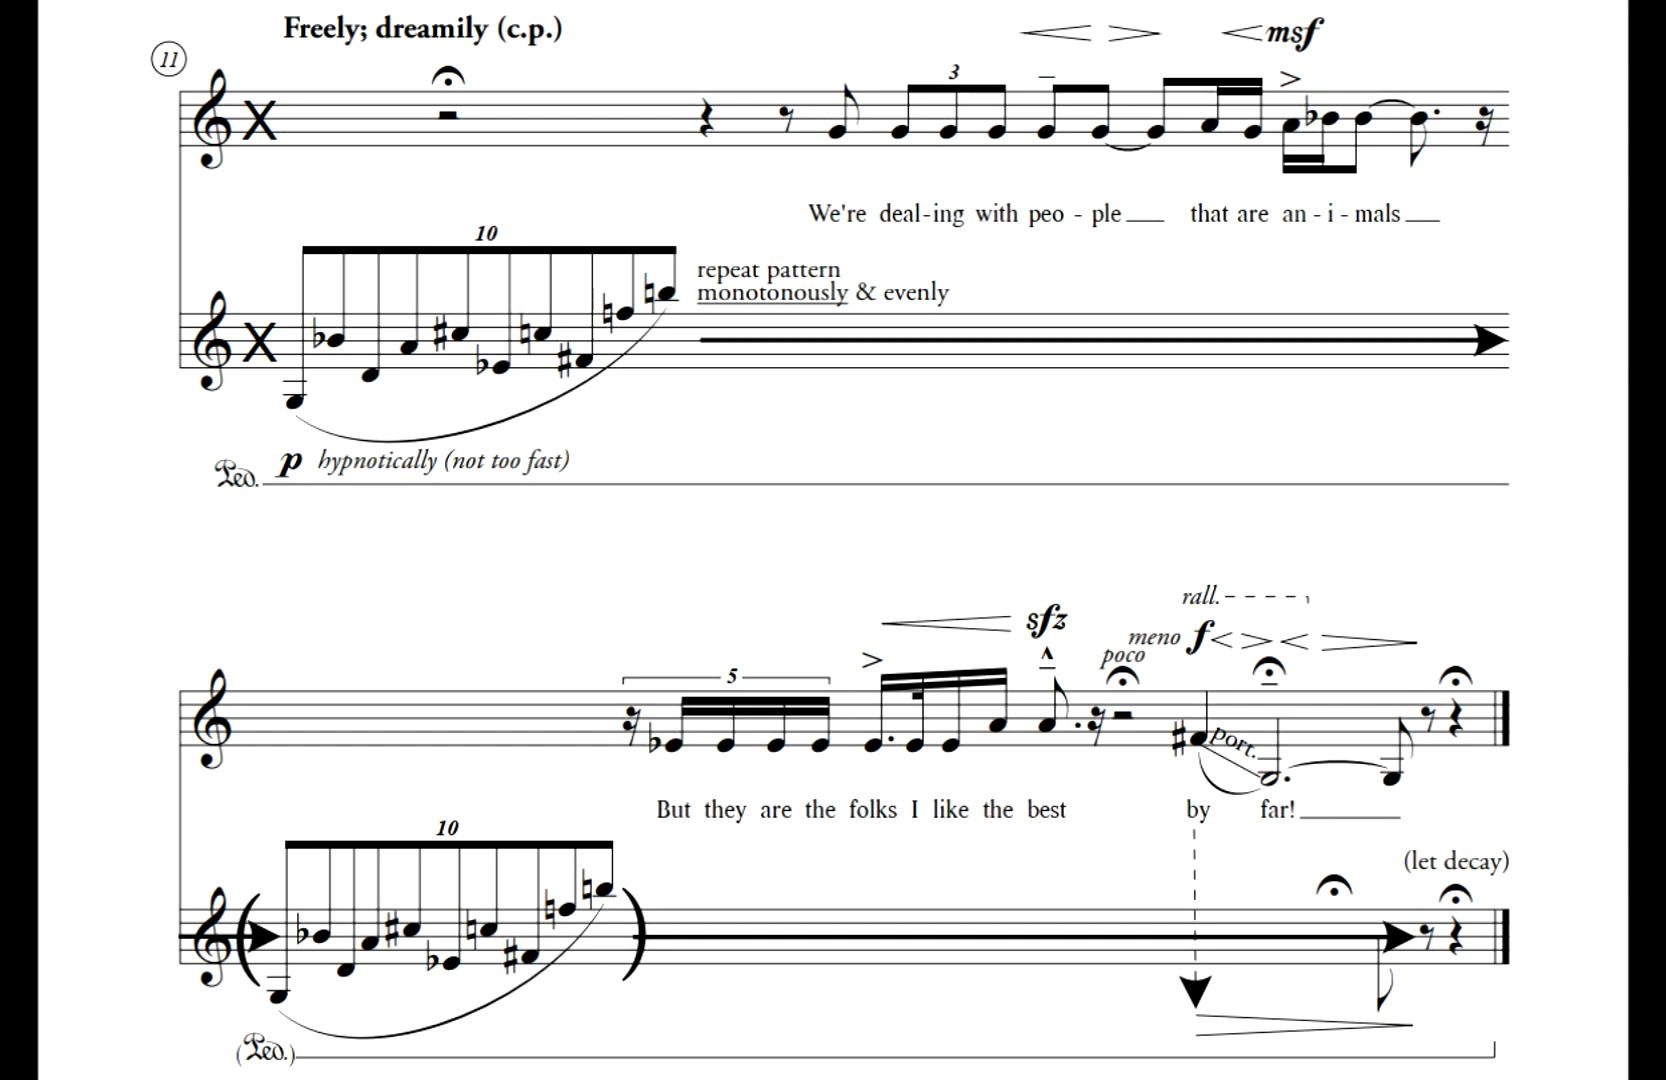 Freely; dreamily (c.p.)
11
msf
3
We're deal-ing with peo - ple that are an - i - mals
10
repeat pattern
monotonously & evenly
p hypnotically (not too fast)
Ped.
rall.
sfz
meno f
poco
5
port.
But they are the folks I like the best by far!
10
(let decay)
(Ped.)